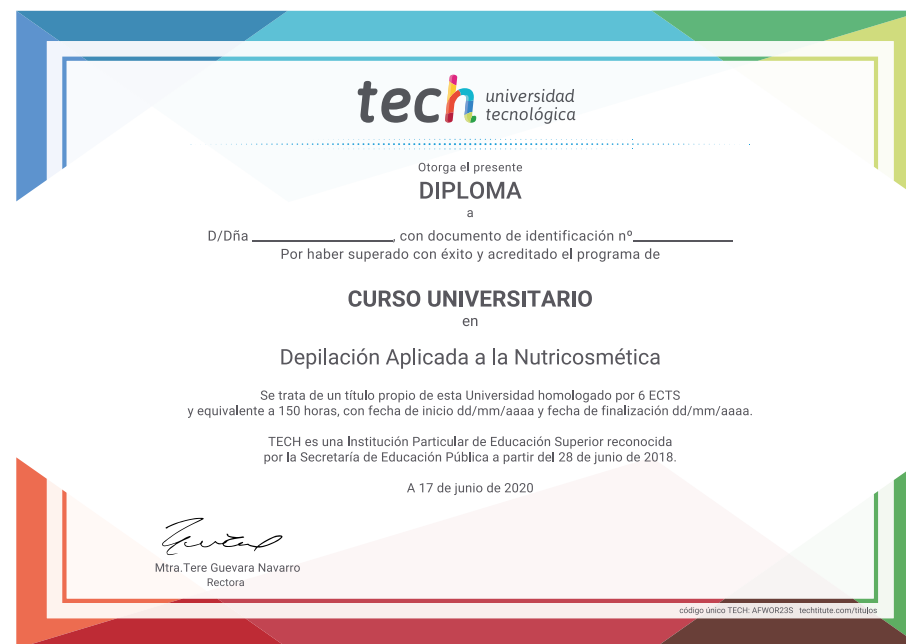 tech universidad
tecnológica
Otorga el presente
DIPLOMA
a
D/Dña ____________, con documento de identificación nº____________
Por haber superado con éxito y acreditado el programa de
CURSO UNIVERSITARIO
en
Depilación Aplicada a la Nutricosmética
Se trata de un título propio de esta Universidad homologado por 6 ECTS
y equivalente a 150 horas, con fecha de inicio dd/mm/aaaa y fecha de finalización dd/mm/aaaa.
TECH es una Institución Particular de Educación Superior reconocida
por la Secretaría de Educación Pública a partir del 28 de junio de 2018.
A 17 de junio de 2020
Mtra.Tere Guevara Navarro
Rectora
código único TECH: AFWOR23S techtitute.com/titulos